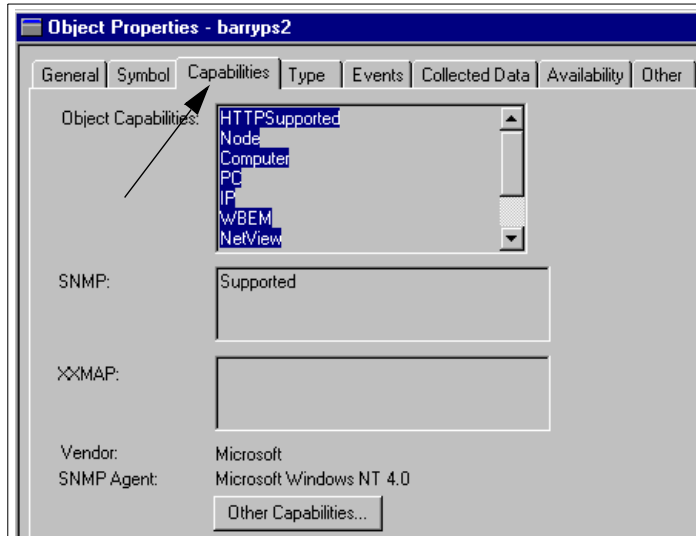 Object Properties - barryps2
General Symbol Capabilities Type Events Collected Data Availability Other
Object Capabilities: HTTPSupported
Node
Computer
PC
IP
WBEM
NetView
SNMP: Supported
XXMAP:
Vendor: Microsoft
SNMP Agent: Microsoft Windows NT 4.0
Other Capabilities...